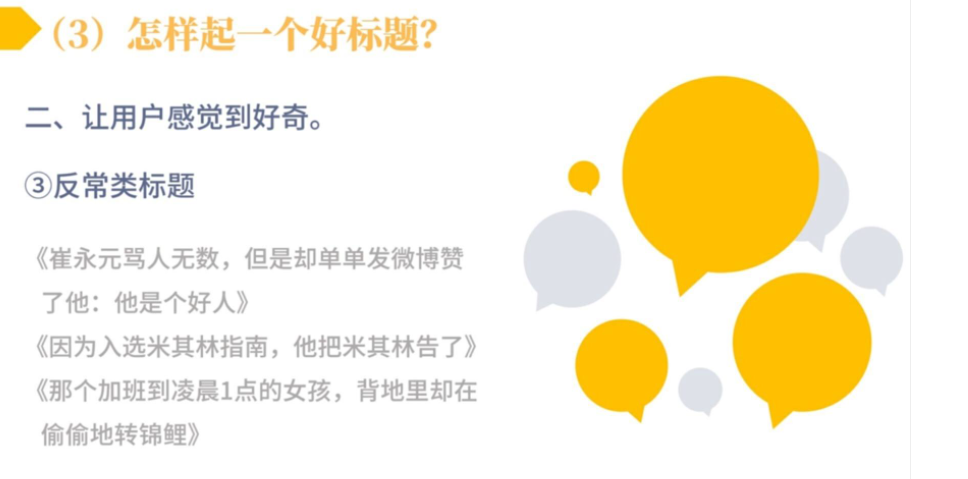 （3）怎样起一个好标题？
二、让用户感觉到好奇。
③反常类标题
《崔永元骂人无数，但是却单单发微博赞
了他：他是个好人》
《因为入选米其林指南，他把米其林告了》
《那个加班到凌晨1点的女孩，背地里却在
偷偷地转锦鲤》